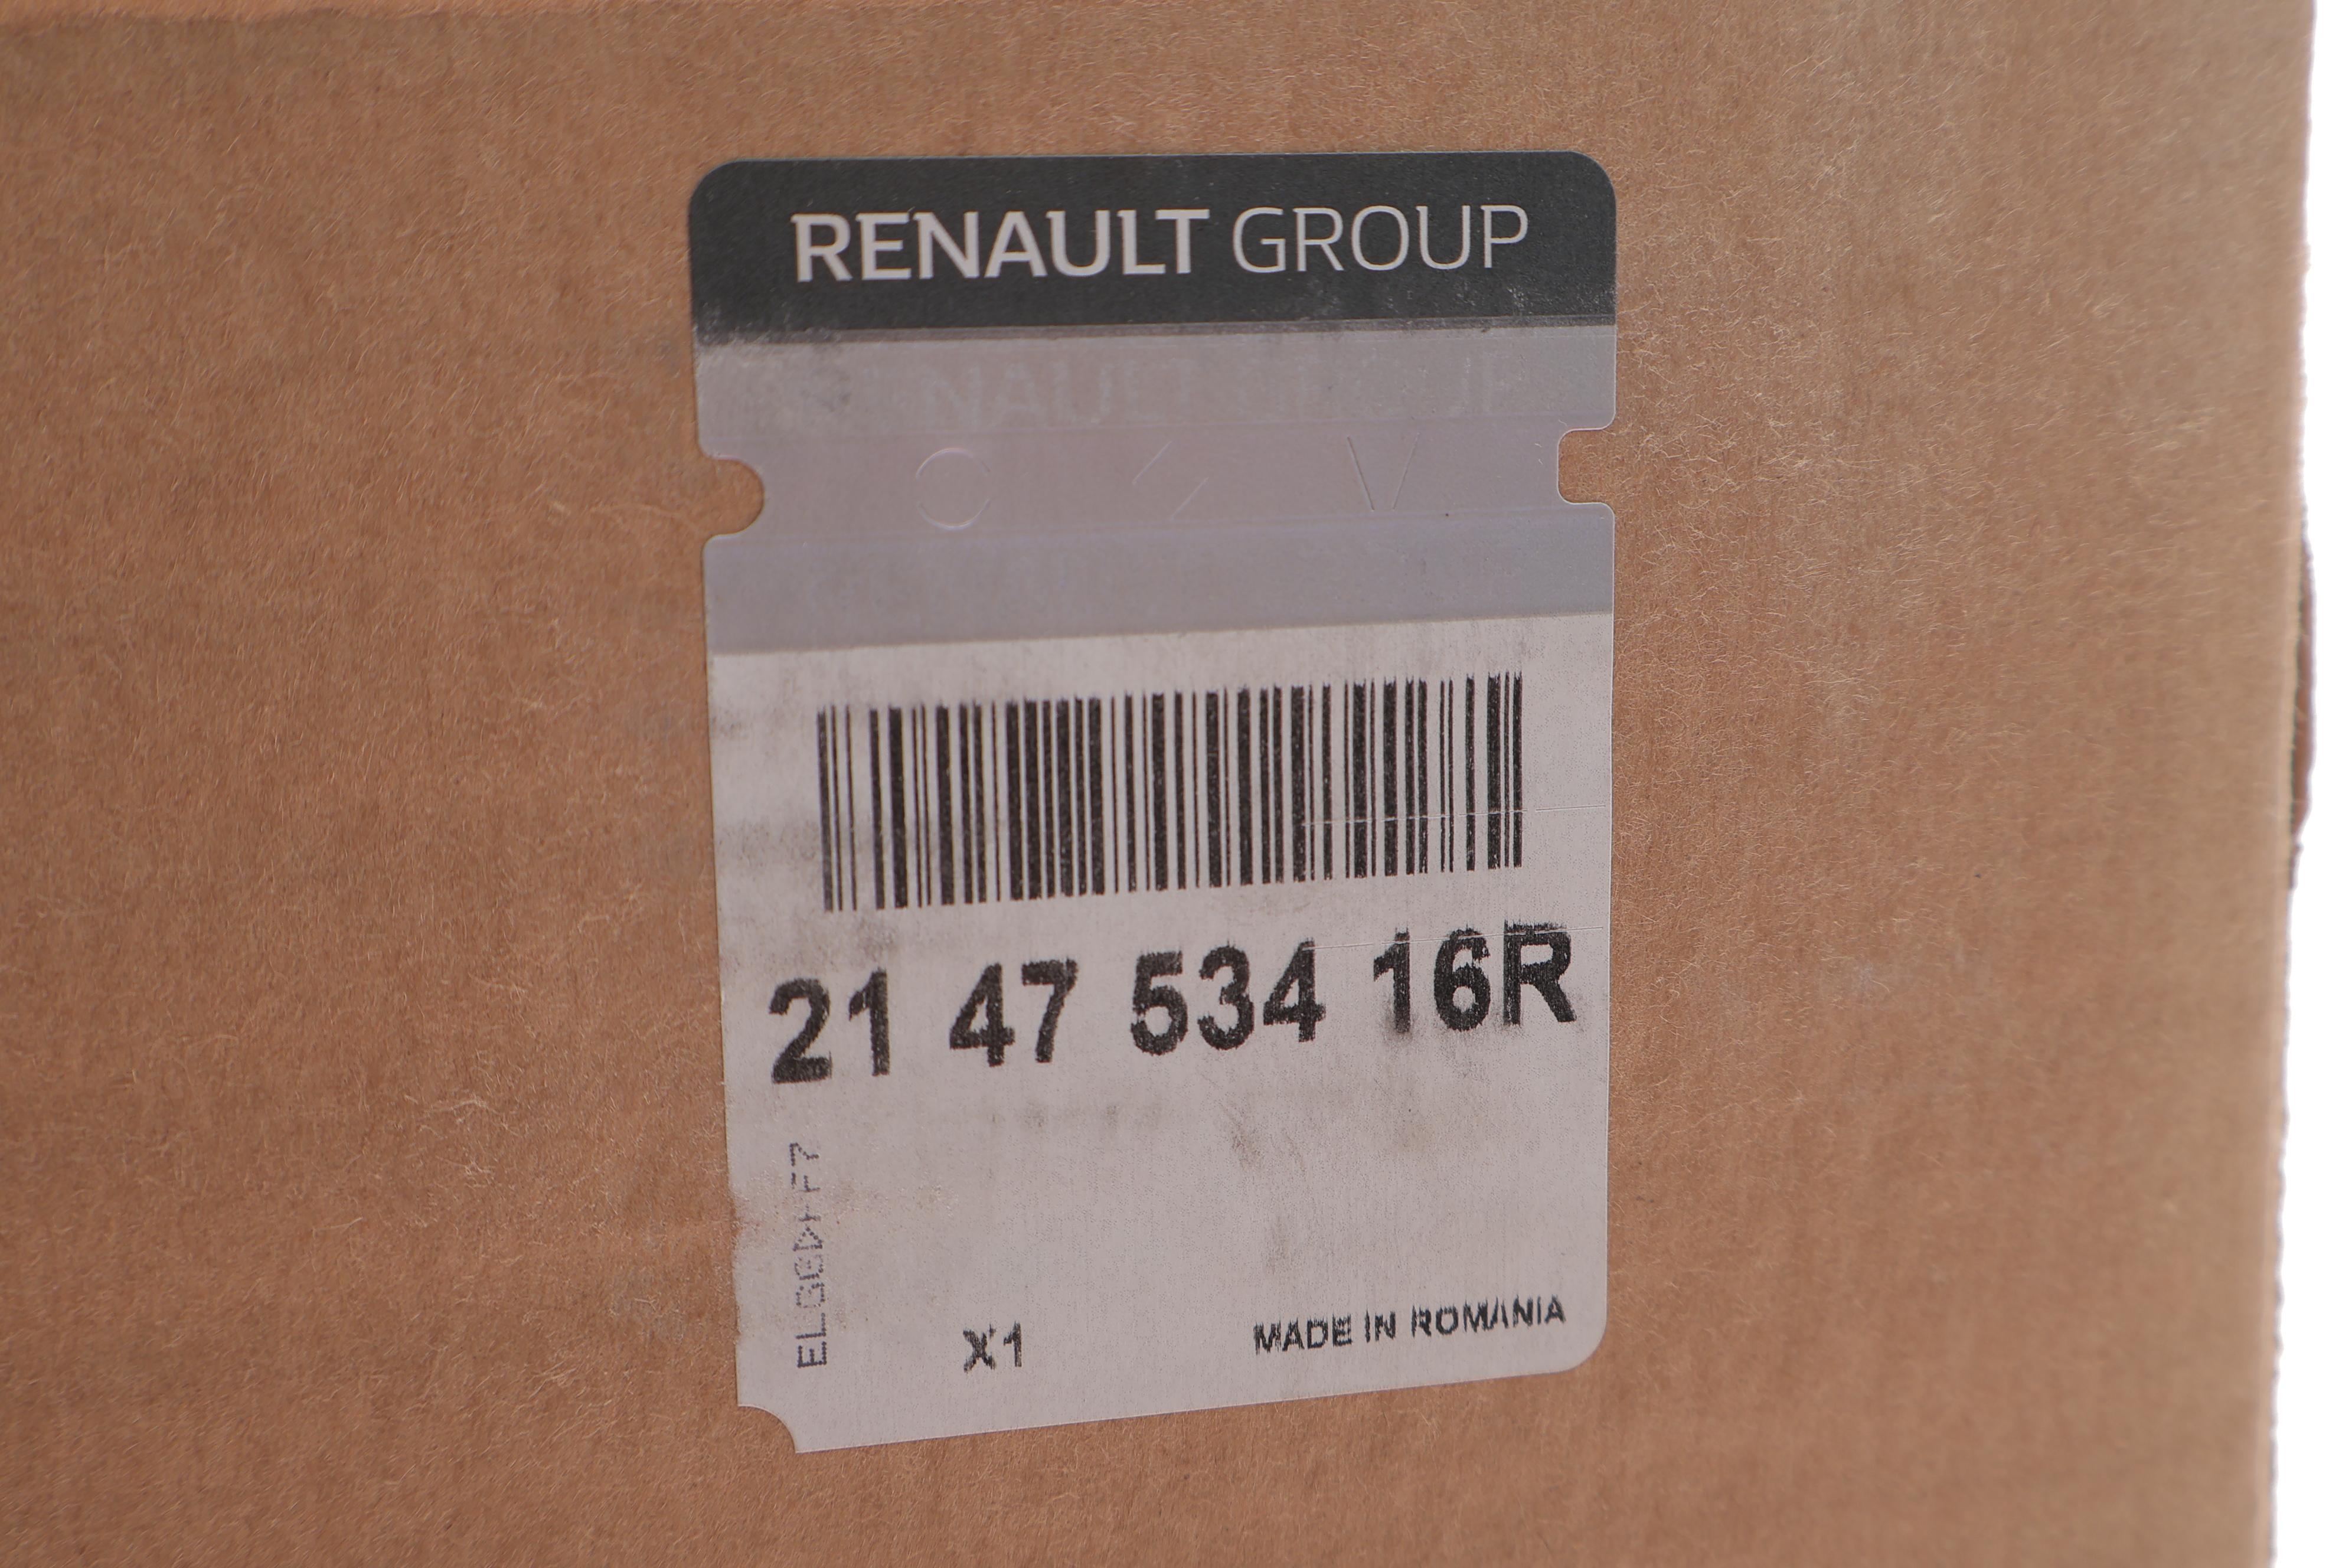 RENAULT GROUP
21 47 534 16R
X1
MADE IN ROMANIA